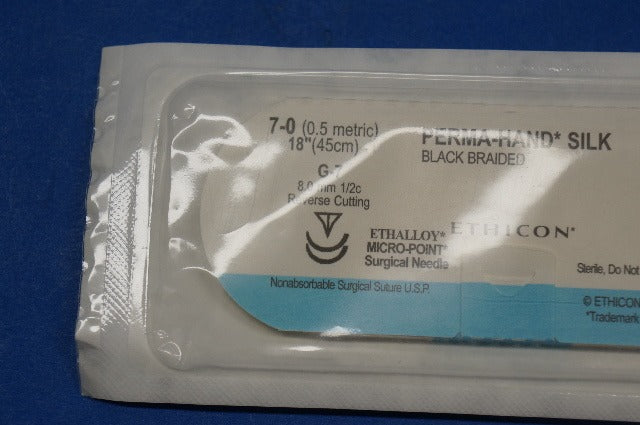 7-0 (0.5 metric)
18"(45cm) -
G-7
8.0 mm 1/2c
Reverse Cutting
PERMA-HAND* SILK
BLACK BRAIDED
ETHALLOY* ETHICON*
MICRO-POINT*
Surgical Needle
Sterile, Do Not
Nonabsorbable Surgical Suture U.S.P.
© ETHICON
*Trademark